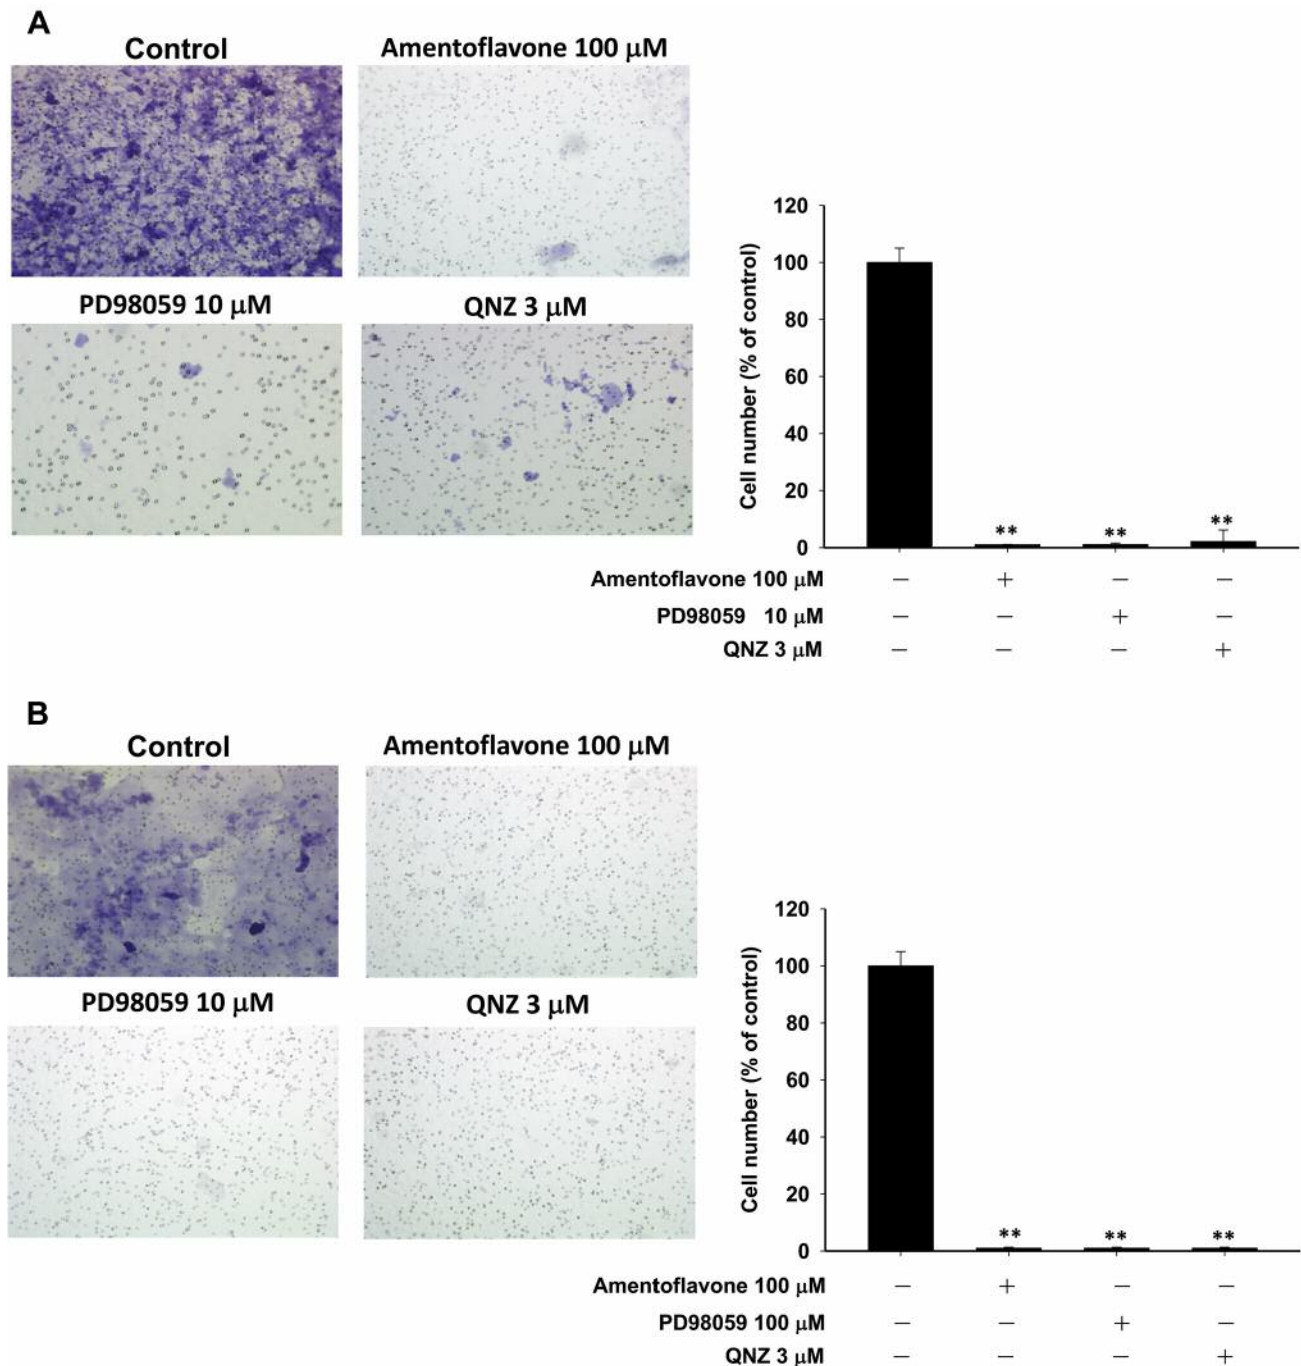 A
Control
Amentoflavone 100 μM
PD98059 10 μM
QNZ 3 μM
Cell number (% of control)
120
100
80
60
40
20
0
** ** **
Amentoflavone 100 μM − + − −
PD98059 10 μM − − + −
QNZ 3 μM − − − +
B
Control
Amentoflavone 100 μM
PD98059 10 μM
QNZ 3 μM
Cell number (% of control)
120
100
80
60
40
20
0
** ** **
Amentoflavone 100 μM − + − −
PD98059 100 μM − − + −
QNZ 3 μM − − − +